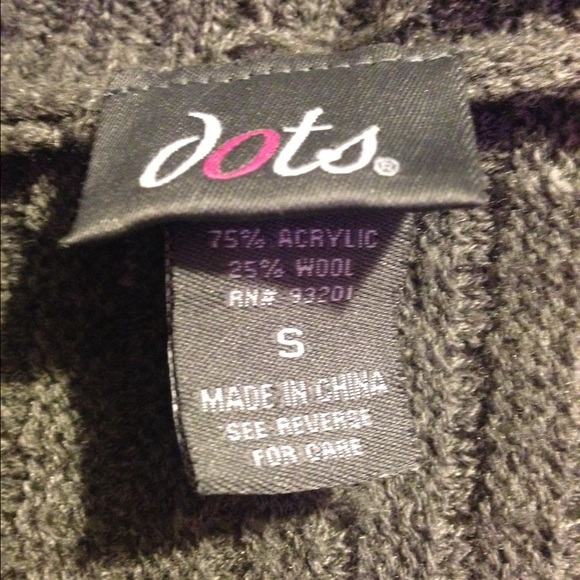 dots®
75% ACRYLIC
25% WOOL
RN# 93201
S
MADE IN CHINA
SEE REVERSE
FOR CARE